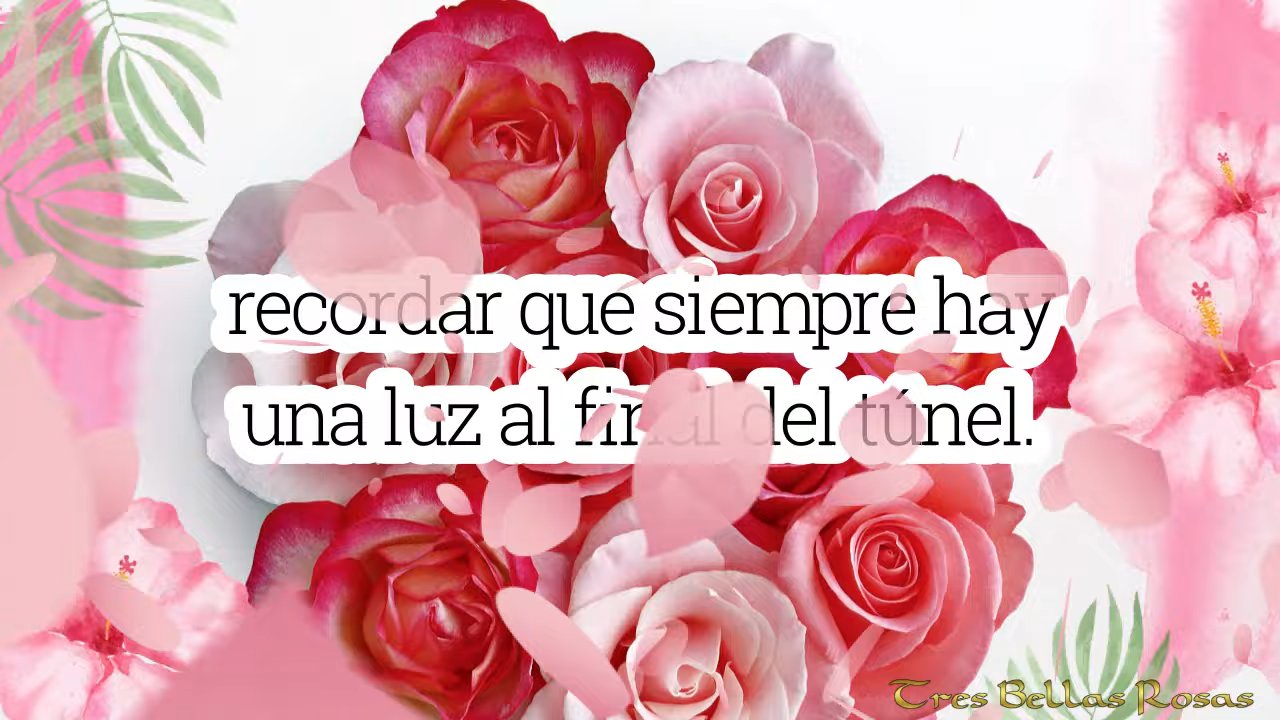 recordar que siempre hay
una luz al final del túnel.
Tres Bellas Rosas